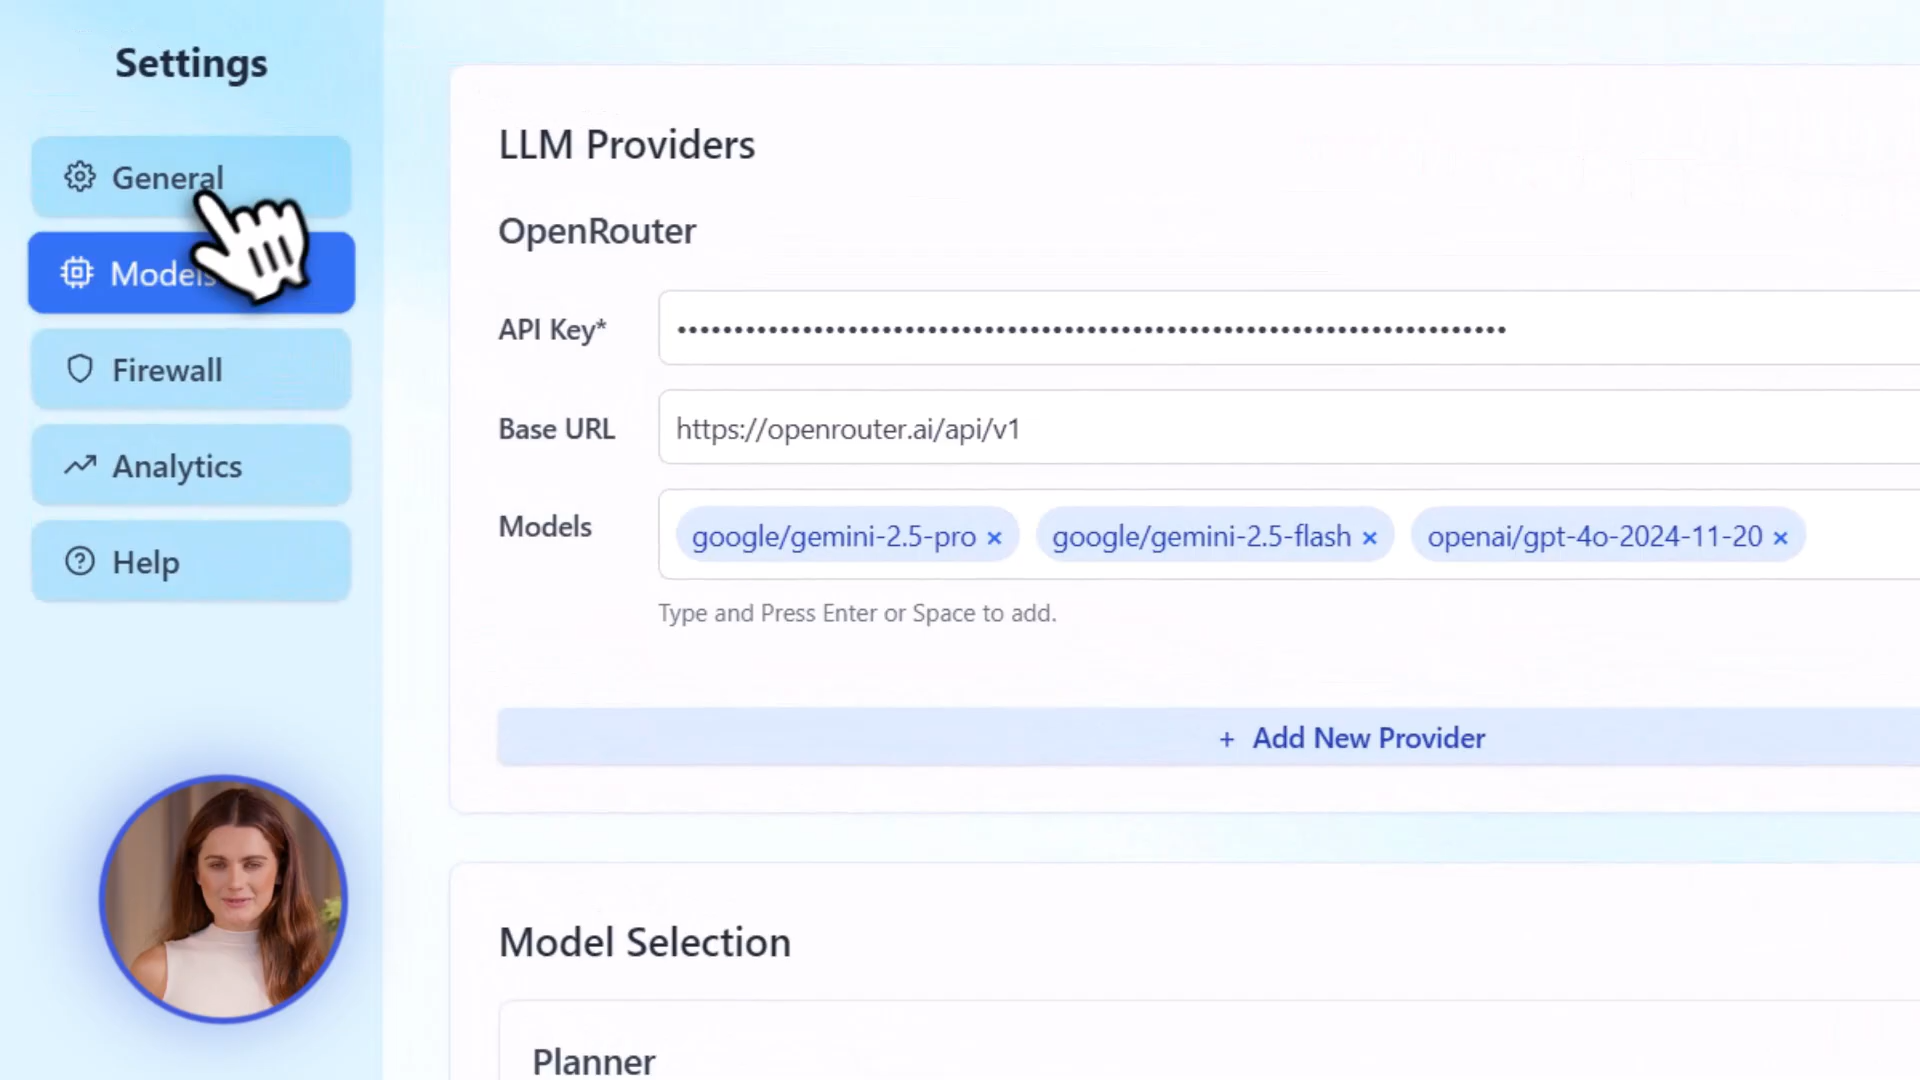 Settings
General
Models
Firewall
Analytics
Help
LLM Providers
OpenRouter
API Key* ••••••••••••••••••••••••••••••••••••••••••••••••••••••••••••••••••••••••
Base URL https://openrouter.ai/api/v1
Models google/gemini-2.5-pro × google/gemini-2.5-flash × openai/gpt-4o-2024-11-20 ×
Type and Press Enter or Space to add.
+ Add New Provider
Model Selection
Planner